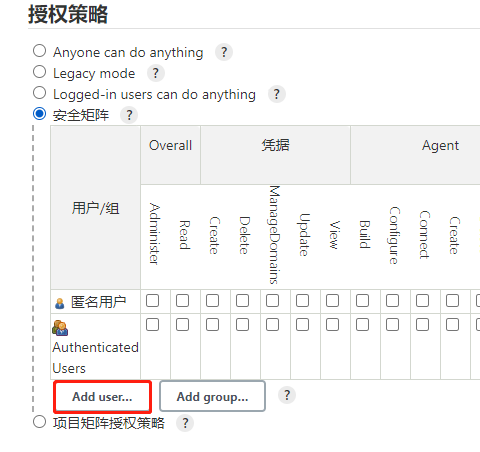 授权策略
Anyone can do anything ?
Legacy mode ?
Logged-in users can do anything ?
安全矩阵 ?
Overall 凭据 Agent
用户/组 Administer Read Create Delete ManageDomains Update View Build Configure Connect Create
匿名用户
Authenticated
Users
Add user... Add group... ?
项目矩阵授权策略 ?